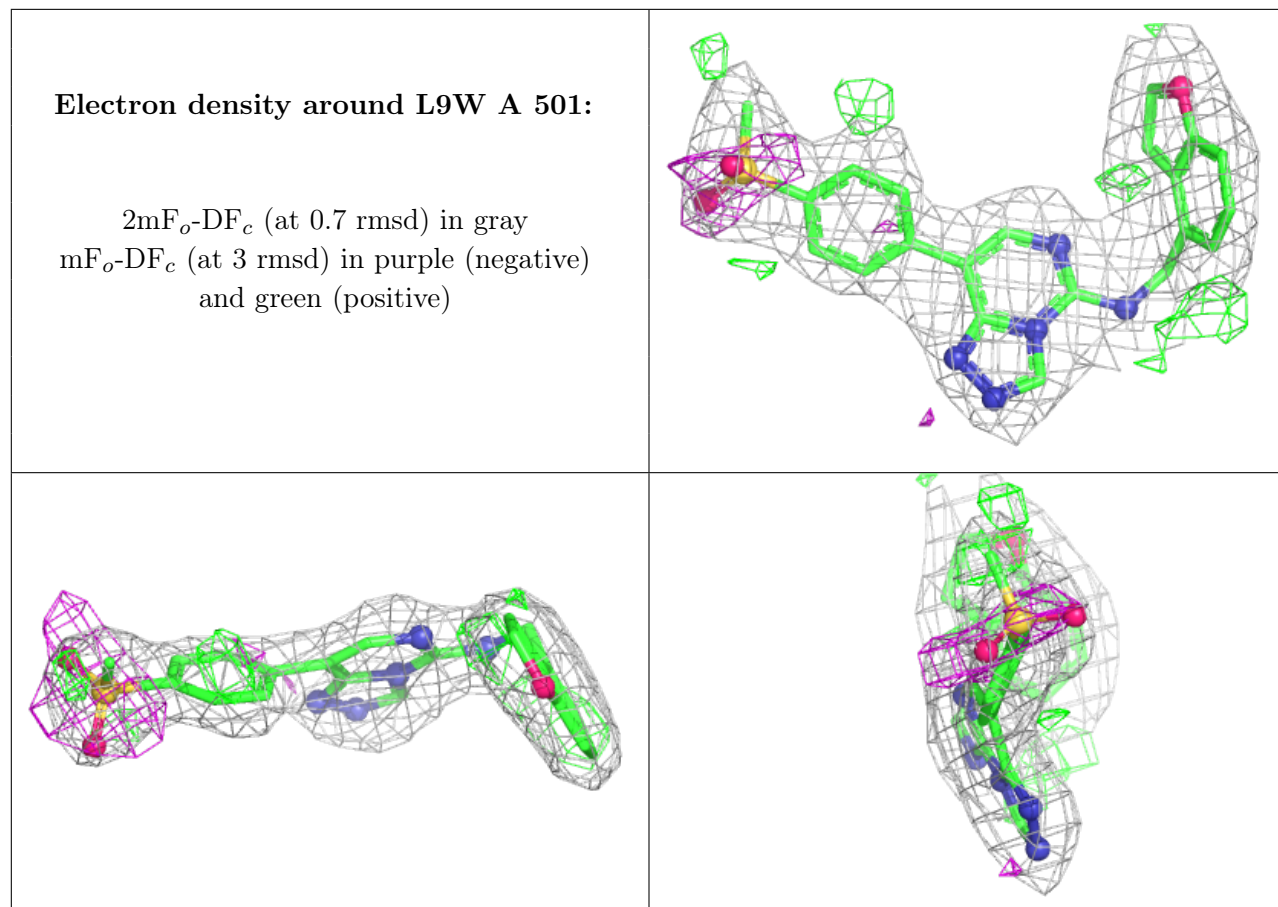 Electron density around L9W A 501:
2mFo-DFc (at 0.7 rmsd) in gray
mFo-DFc (at 3 rmsd) in purple (negative)
and green (positive)